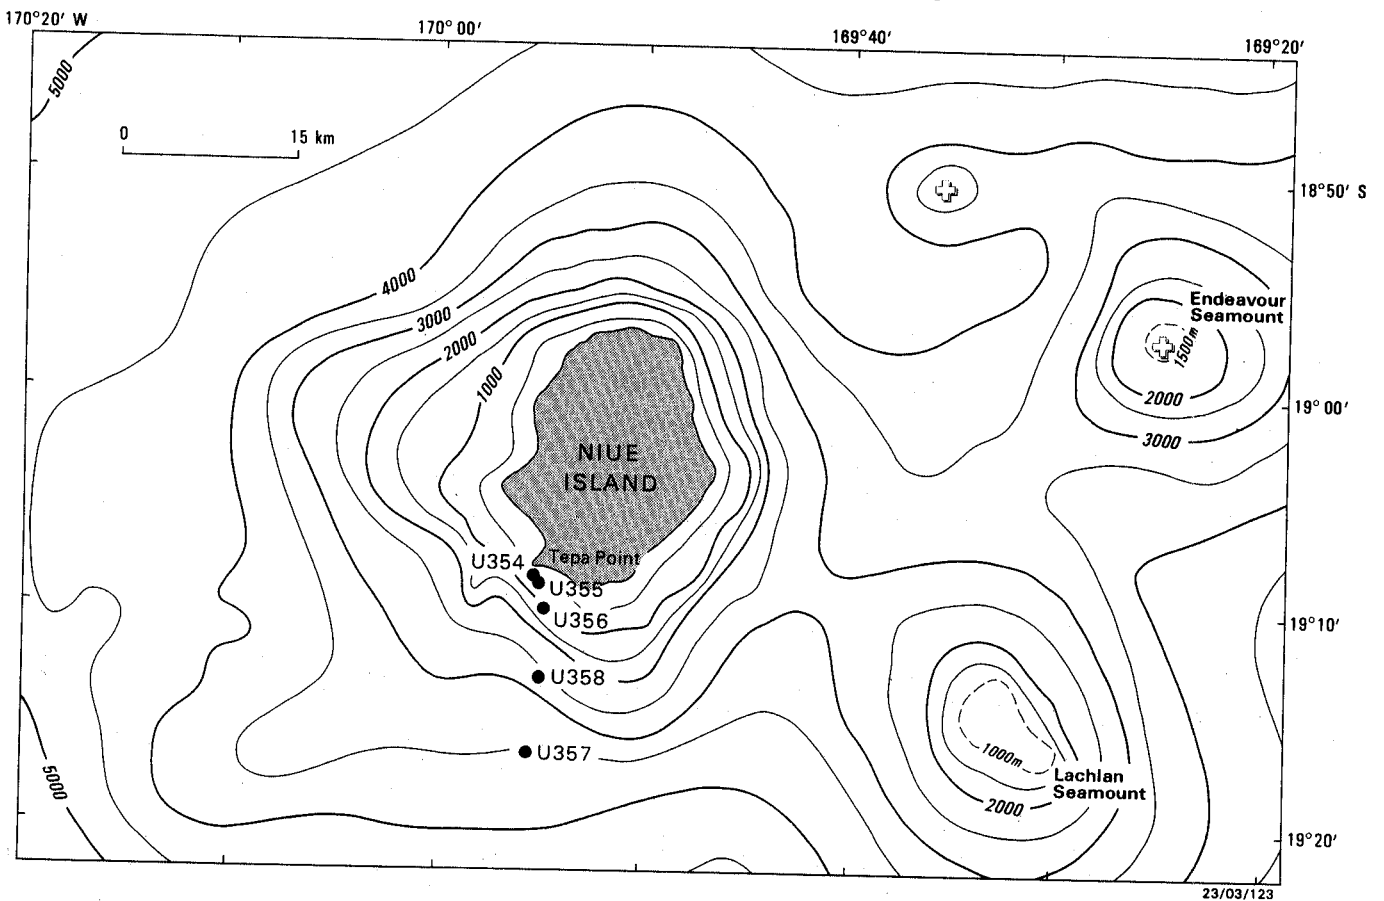 170° 20' W
170° 00'
169° 40'
169° 20'
5000
0 15 km
18° 50' S
4000
3000
2000
1000
Endeavour
Seamount
1500m
2000
3000
19° 00'
NIUE
ISLAND
Tepa Point
U354
U355
U356
19° 10'
U358
U357
5000
1000m
Lachlan
Seamount
2000
19° 20'
23/03/123